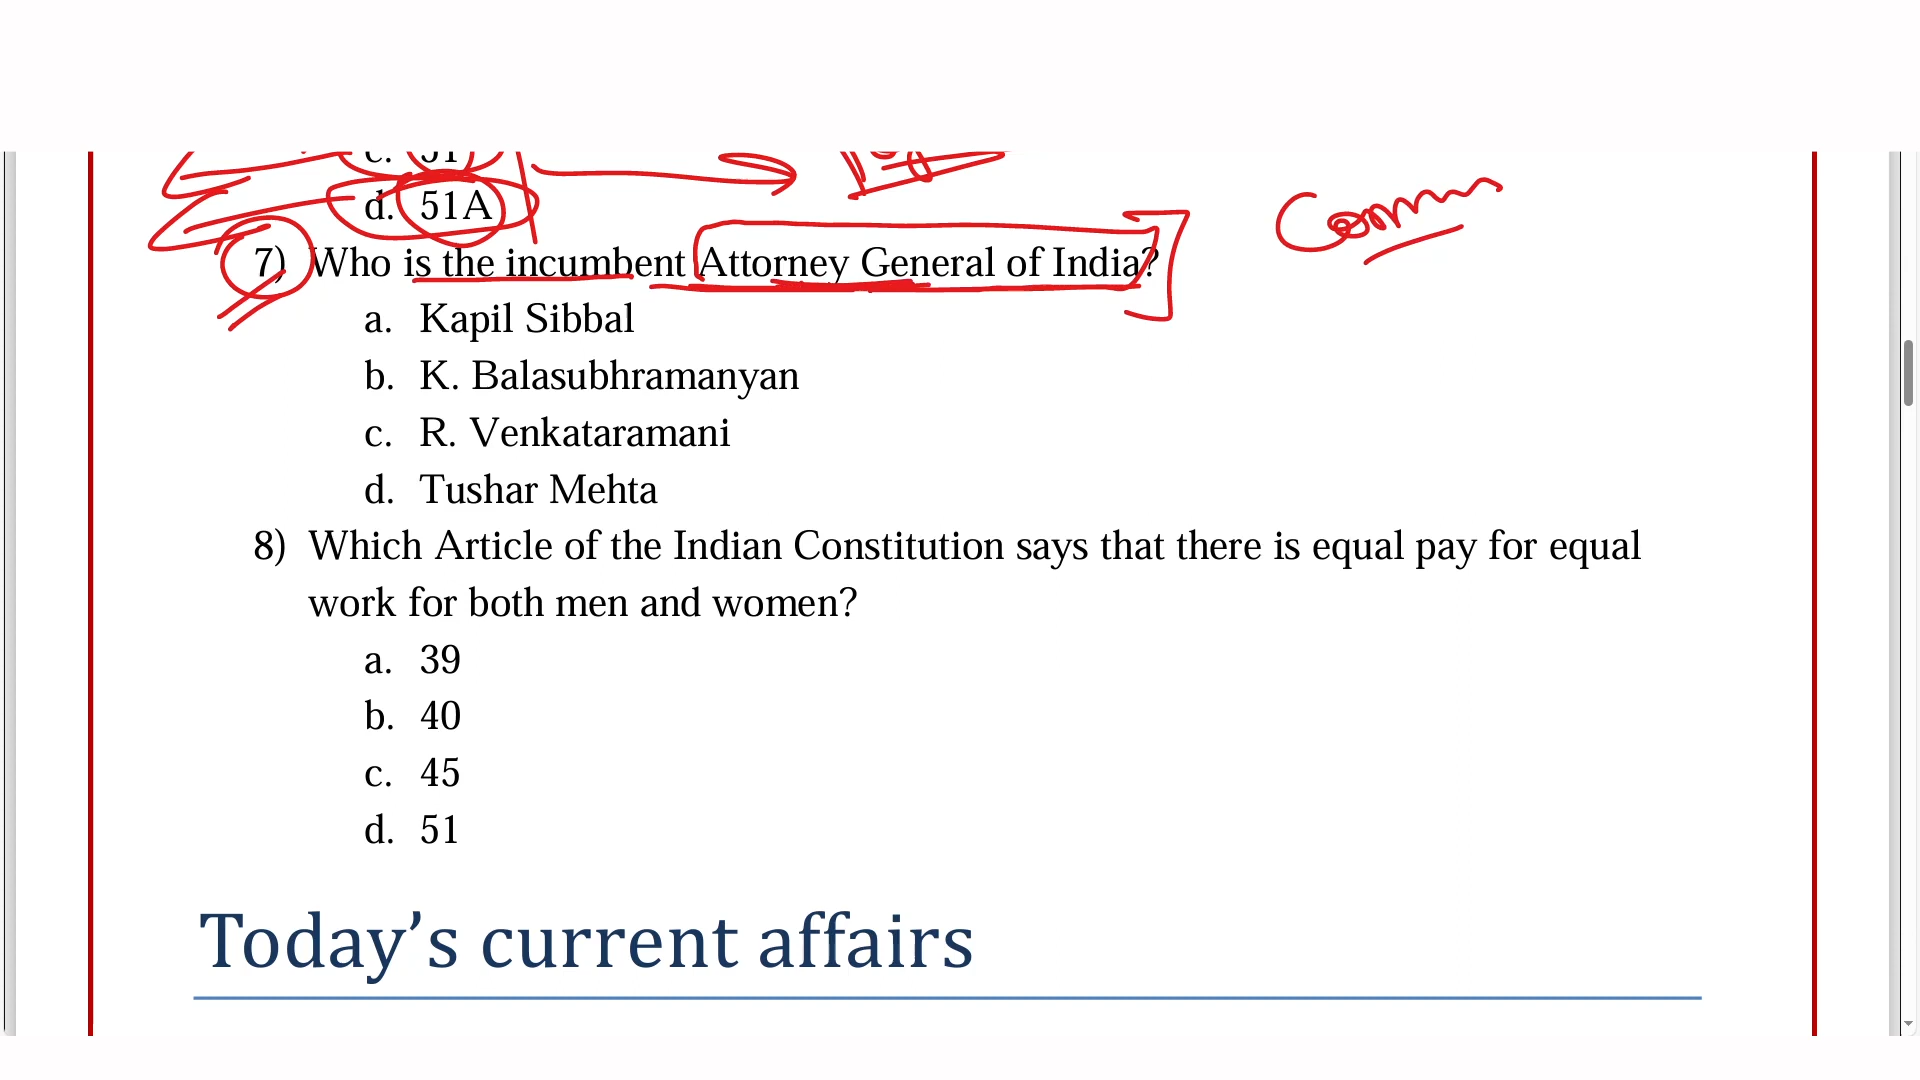 d. 51A
7) Who is the incumbent Attorney General of India?
Comm
a. Kapil Sibbal
b. K. Balasubhramanyan
c. R. Venkataramani
d. Tushar Mehta
8) Which Article of the Indian Constitution says that there is equal pay for equal
work for both men and women?
a. 39
b. 40
c. 45
d. 51
Today’s current affairs